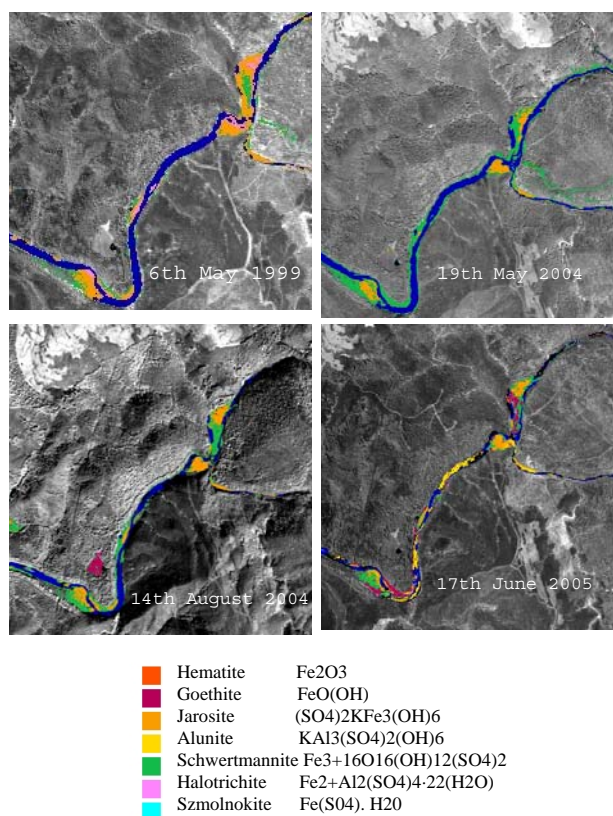 6th May 1999
19th May 2004
14th August 2004
17th June 2005
Hematite Fe2O3
Goethite FeO(OH)
Jarosite (SO4)2KFe3(OH)6
Alunite KAl3(SO4)2(OH)6
Schwertmannite Fe3+16O16(OH)12(SO4)2
Halotrichite Fe2+Al2(SO4)4·22(H2O)
Szmolnokite Fe(S04). H20